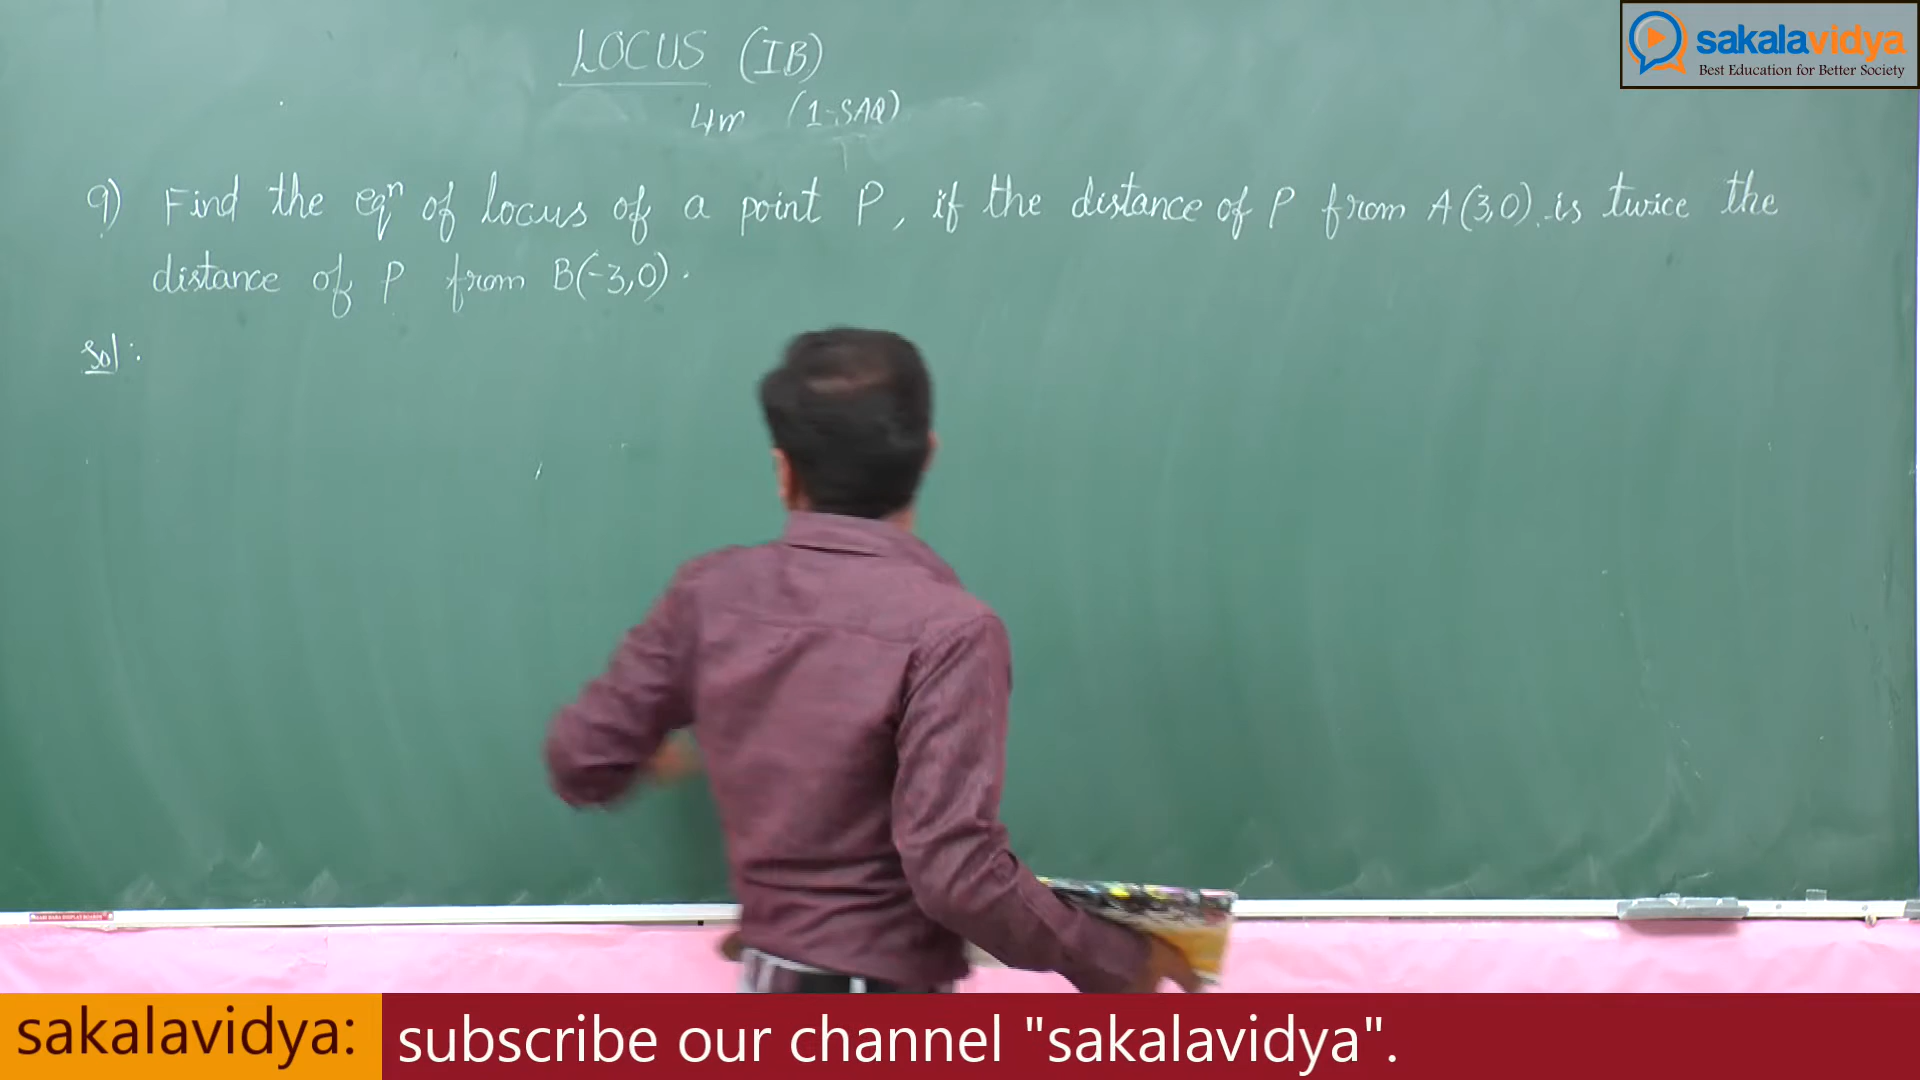 LOCUS (IB)
4m (1-SAQ)
9) Find the eqⁿ of locus of a point P, if the distance of P from A(3,0) is twice the
distance of P from B(-3,0).
Sol:
sakalavidya
Best Education for Better Society
sakalavidya: subscribe our channel "sakalavidya".